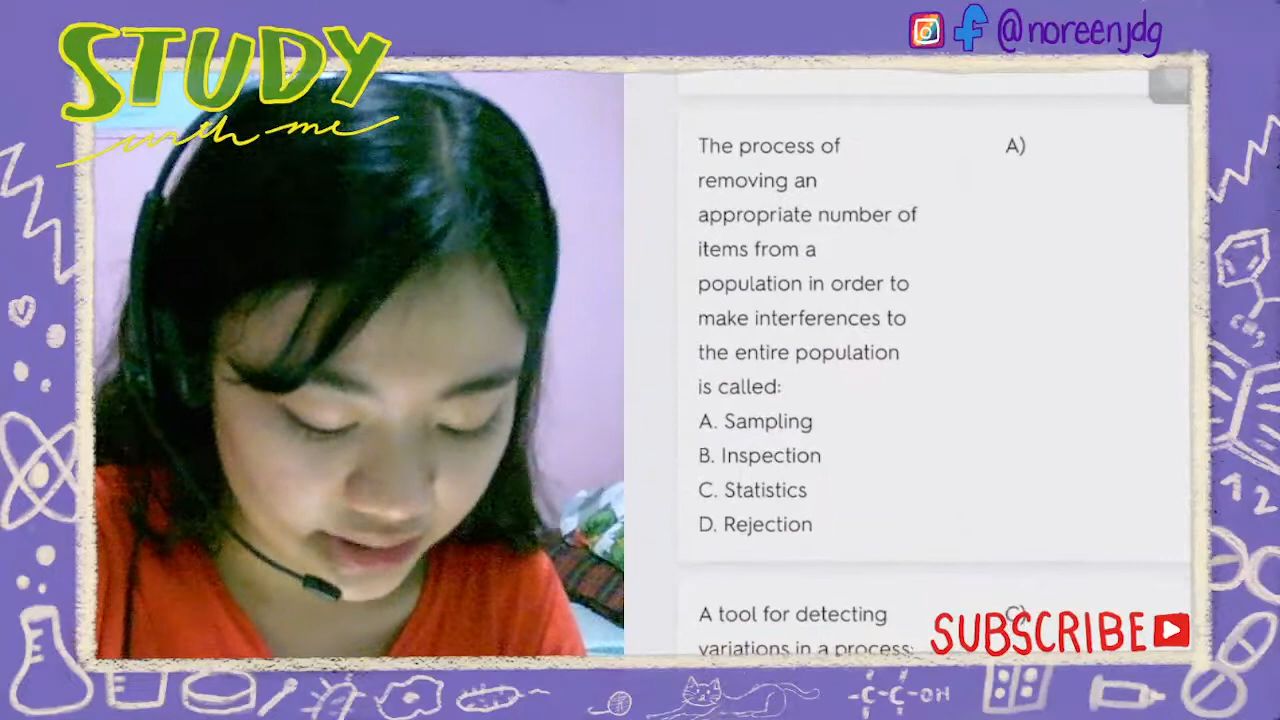 STUDY
with me
@noreenjdg
The process of
removing an
appropriate number of
items from a
population in order to
make interferences to
the entire population
is called:
A. Sampling
B. Inspection
C. Statistics
D. Rejection
A)
A tool for detecting
variations in a process:
C)
SUBSCRIBE
CH₃
12
-C-C-OH